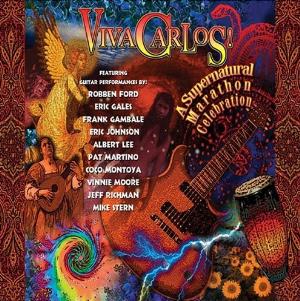 VIVA CARLOS!
A Supernatural
Marathon
Celebration
FEATURING
GUITAR PERFORMANCES BY:
ROBBEN FORD
ERIC GALES
FRANK GAMBALE
ERIC JOHNSON
ALBERT LEE
PAT MARTINO
COCO MONTOYA
VINNIE MOORE
JEFF RICHMAN
MIKE STERN